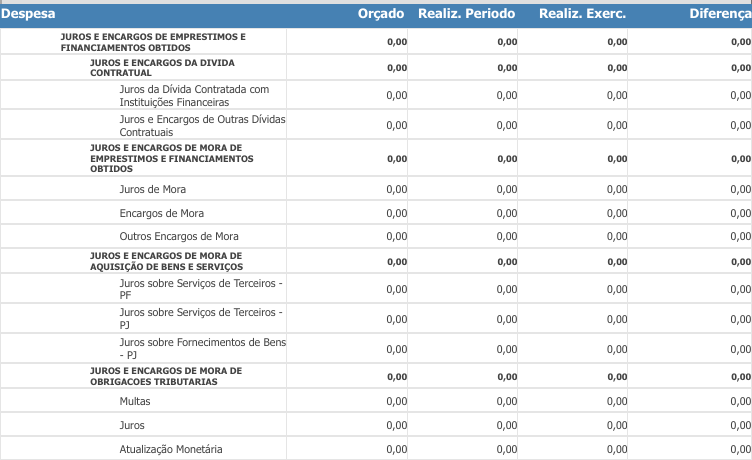 Despesa Orçado Realiz. Periodo Realiz. Exerc. Diferença
JUROS E ENCARGOS DE EMPRESTIMOS E
FINANCIAMENTOS OBTIDOS 0,00 0,00 0,00 0,00
JUROS E ENCARGOS DA DIVIDA
CONTRATUAL 0,00 0,00 0,00 0,00
Juros da Dívida Contratada com
Instituições Financeiras 0,00 0,00 0,00 0,00
Juros e Encargos de Outras Dívidas
Contratuais 0,00 0,00 0,00 0,00
JUROS E ENCARGOS DE MORA DE
EMPRESTIMOS E FINANCIAMENTOS 0,00 0,00 0,00 0,00
OBTIDOS
Juros de Mora 0,00 0,00 0,00 0,00
Encargos de Mora 0,00 0,00 0,00 0,00
Outros Encargos de Mora 0,00 0,00 0,00 0,00
JUROS E ENCARGOS DE MORA DE
AQUISIÇÃO DE BENS E SERVIÇOS 0,00 0,00 0,00 0,00
Juros sobre Serviços de Terceiros -
PF 0,00 0,00 0,00 0,00
Juros sobre Serviços de Terceiros -
PJ 0,00 0,00 0,00 0,00
Juros sobre Fornecimentos de Bens
- PJ 0,00 0,00 0,00 0,00
JUROS E ENCARGOS DE MORA DE
OBRIGACOES TRIBUTARIAS 0,00 0,00 0,00 0,00
Multas 0,00 0,00 0,00 0,00
Juros 0,00 0,00 0,00 0,00
Atualização Monetária 0,00 0,00 0,00 0,00